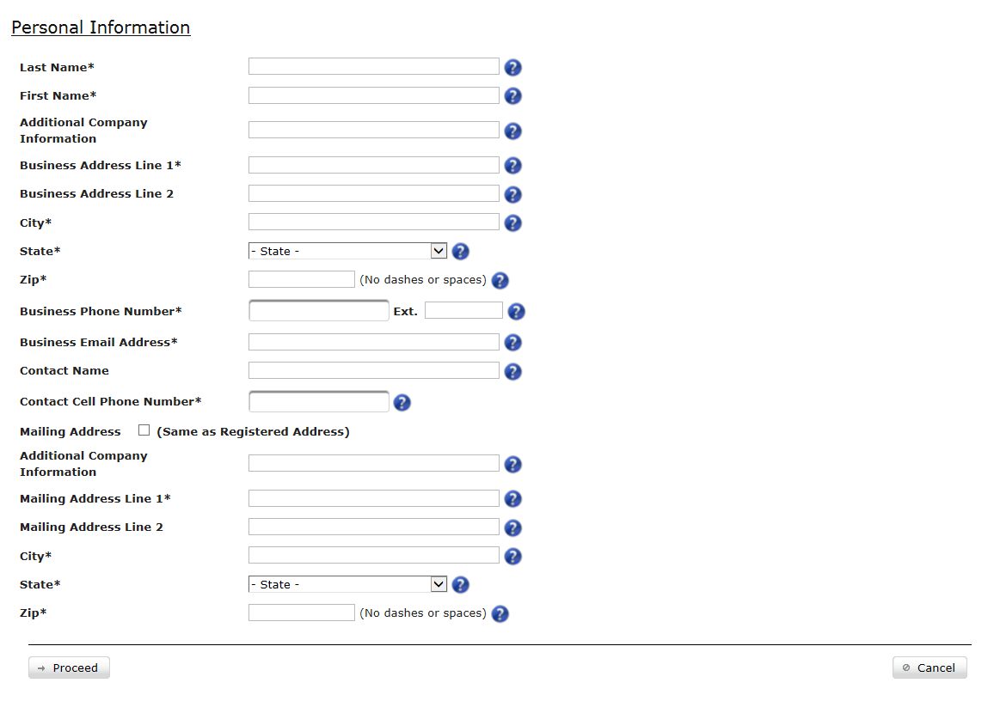 Personal Information
Last Name*
First Name*
Additional Company
Information
Business Address Line 1*
Business Address Line 2
City*
State* - State -
Zip* (No dashes or spaces)
Business Phone Number* Ext.
Business Email Address*
Contact Name
Contact Cell Phone Number*
Mailing Address (Same as Registered Address)
Additional Company
Information
Mailing Address Line 1*
Mailing Address Line 2
City*
State* - State -
Zip* (No dashes or spaces)
Proceed Cancel